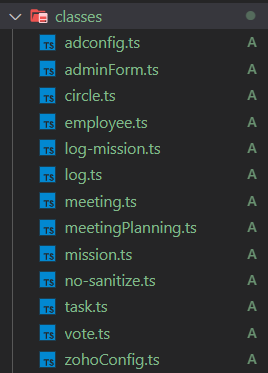 classes
TS adconfig.ts A
TS adminForm.ts A
TS circle.ts A
TS employee.ts A
TS log-mission.ts A
TS log.ts A
TS meeting.ts A
TS meetingPlanning.ts A
TS mission.ts A
TS no-sanitize.ts A
TS task.ts A
TS vote.ts A
TS zohoConfig.ts A